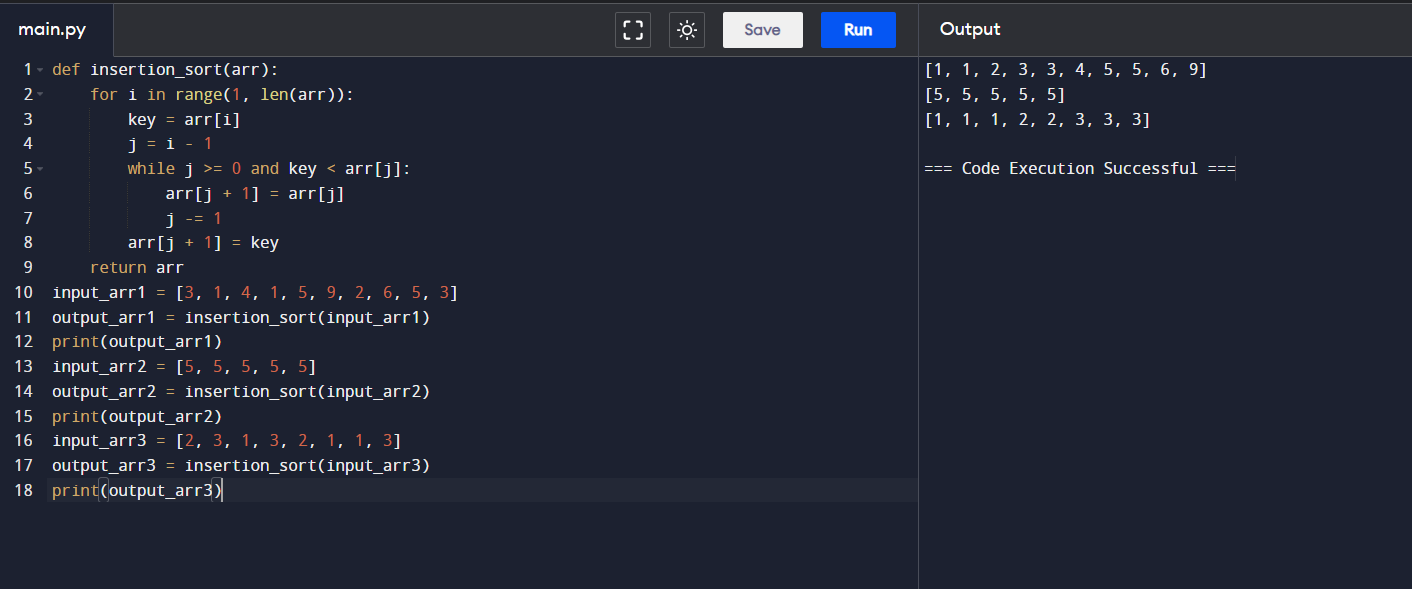 main.py
Save
Run
Output
1 def insertion_sort(arr):
2     for i in range(1, len(arr)):
3         key = arr[i]
4         j = i - 1
5         while j >= 0 and key < arr[j]:
6             arr[j + 1] = arr[j]
7             j -= 1
8         arr[j + 1] = key
9     return arr
10 input_arr1 = [3, 1, 4, 1, 5, 9, 2, 6, 5, 3]
11 output_arr1 = insertion_sort(input_arr1)
12 print(output_arr1)
13 input_arr2 = [5, 5, 5, 5, 5]
14 output_arr2 = insertion_sort(input_arr2)
15 print(output_arr2)
16 input_arr3 = [2, 3, 1, 3, 2, 1, 1, 3]
17 output_arr3 = insertion_sort(input_arr3)
18 print(output_arr3)
[1, 1, 2, 3, 3, 4, 5, 5, 6, 9]
[5, 5, 5, 5, 5]
[1, 1, 1, 2, 2, 3, 3, 3]
=== Code Execution Successful ===